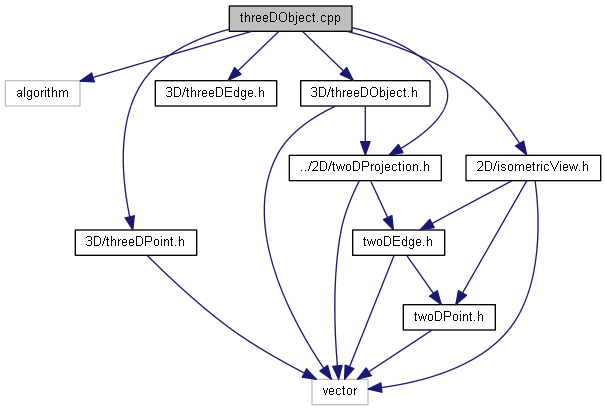 threeDObject.cpp
algorithm
3D/threeDEdge.h
3D/threeDObject.h
../2D/twoDProjection.h
2D/isometricView.h
3D/threeDPoint.h
twoDEdge.h
twoDPoint.h
vector